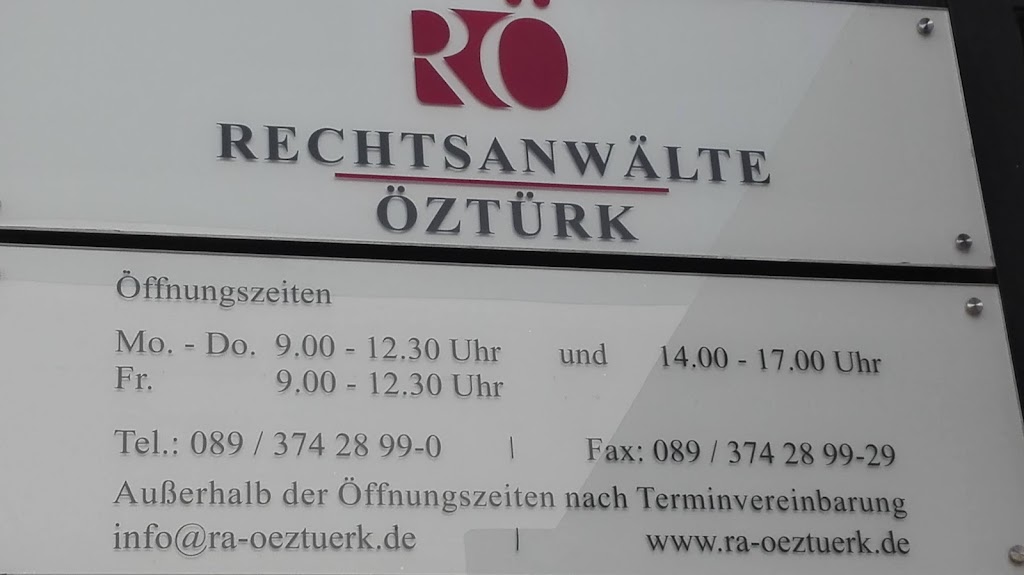 RÖ
RECHTSANWÄLTE
ÖZTÜRK
Öffnungszeiten
Mo. - Do. 9.00 - 12.30 Uhr und 14.00 - 17.00 Uhr
Fr. 9.00 - 12.30 Uhr
Tel.: 089 / 374 28 99-0 | Fax: 089 / 374 28 99-29
Außerhalb der Öffnungszeiten nach Terminvereinbarung
info@ra-oeztuerk.de | www.ra-oeztuerk.de